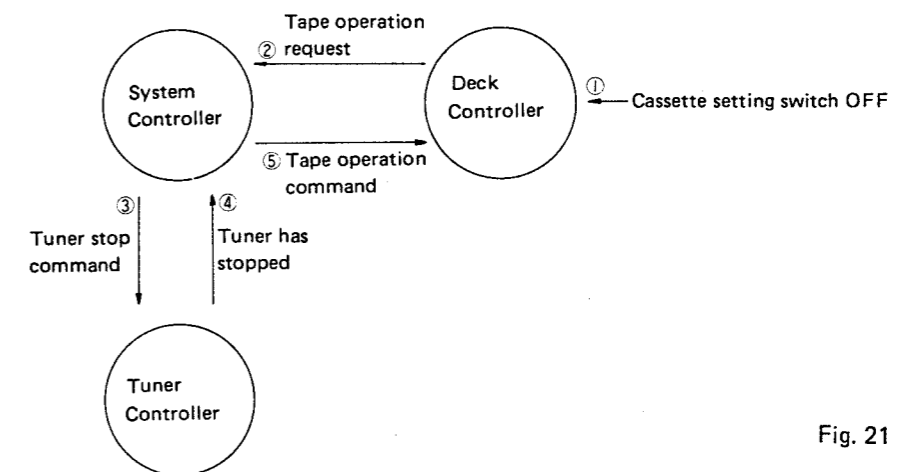 Tape operation
② request
System
Controller
Deck
Controller
①
Cassette setting switch OFF
⑤ Tape operation
command
③
④
Tuner stop
command
Tuner has
stopped
Tuner
Controller
Fig. 21